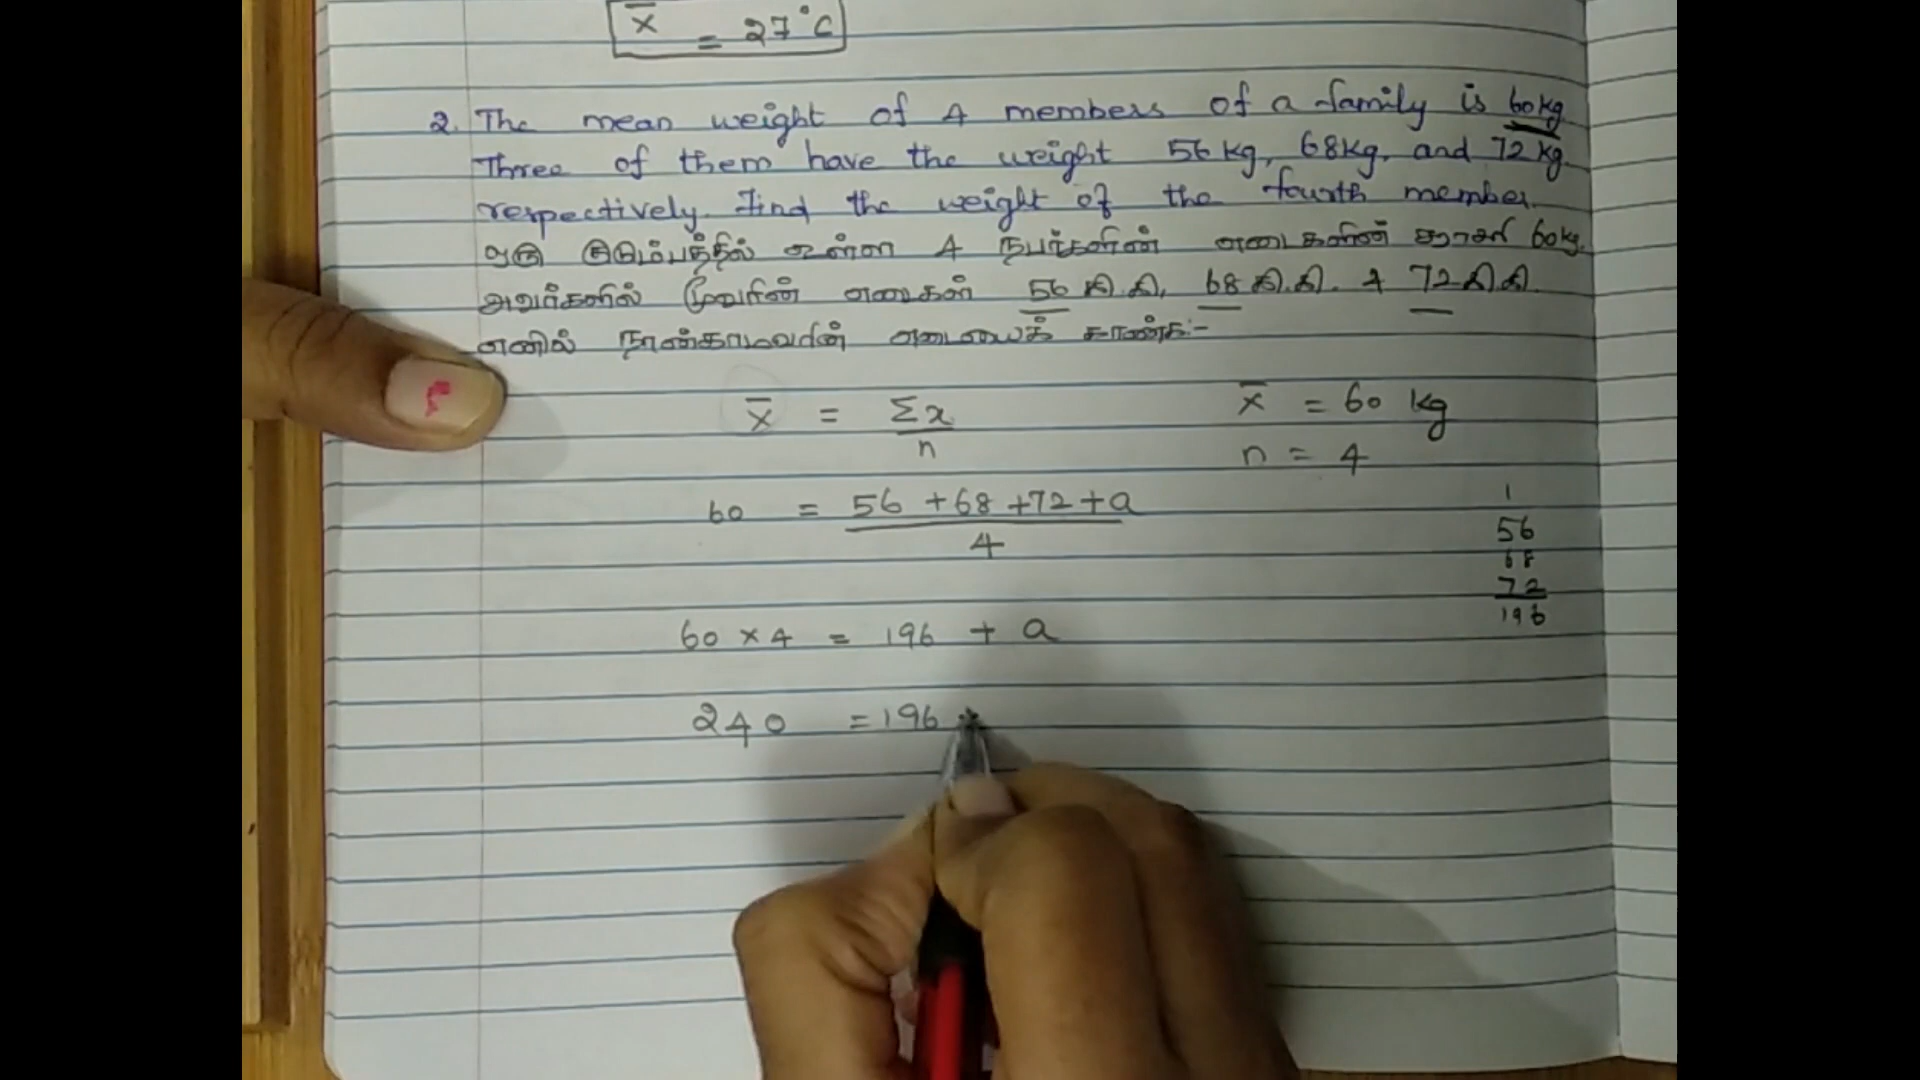 x̄ = 27°C
2. The mean weight of 4 members of a family is 60kg.
Three of them have the weight 56kg, 68kg, and 72kg.
respectively. Find the weight of the fourth member.
ஒரு குடும்பத்தில் உள்ள 4 நபர்களின் எடைகளின் சராசரி 60kg.
அவர்களில் மூவரின் எடைகள் 56 கி.கி, 68 கி.கி. & 72 கி.கி.
எனில் நான்காமவரின் எடையைக் காண்க:-
x̄ = Σx / n x̄ = 60 kg
n = 4
60 = 56 + 68 + 72 + a / 4
1
56
68
72
196
60 × 4 = 196 + a
240 = 196